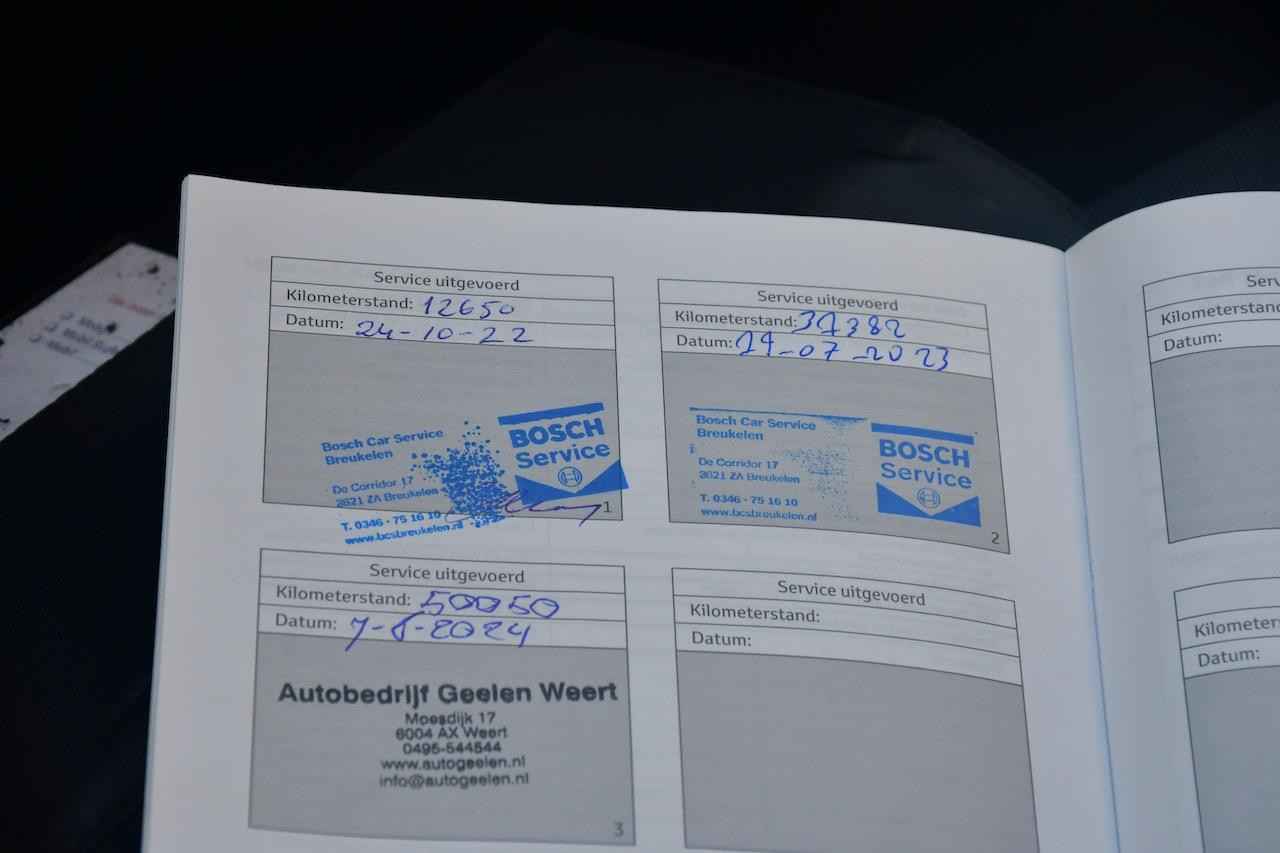 Service uitgevoerd
Kilometerstand: 12650
Datum: 24-10-22
Bosch Car Service
Breukelen
De Corridor 17
3621 ZA Breukelen
T. 0346 - 75 16 10
www.bcsbreukelen.nl
BOSCH
Service
1
Service uitgevoerd
Kilometerstand: 31382
Datum: 14-07-2023
Bosch Car Service
Breukelen
De Corridor 17
3621 ZA Breukelen
T. 0346 - 75 16 10
www.bcsbreukelen.nl
BOSCH
Service
2
Service uitgevoerd
Kilometerstand: 50050
Datum: 7-6-2024
Autobedrijf Geelen Weert
Moesdijk 17
6004 AX Weert
0495-544544
www.autogeelen.nl
info@autogeelen.nl
3
Service uitgevoerd
Kilometerstand:
Datum:
Kilometerstand
Datum:
Datum: